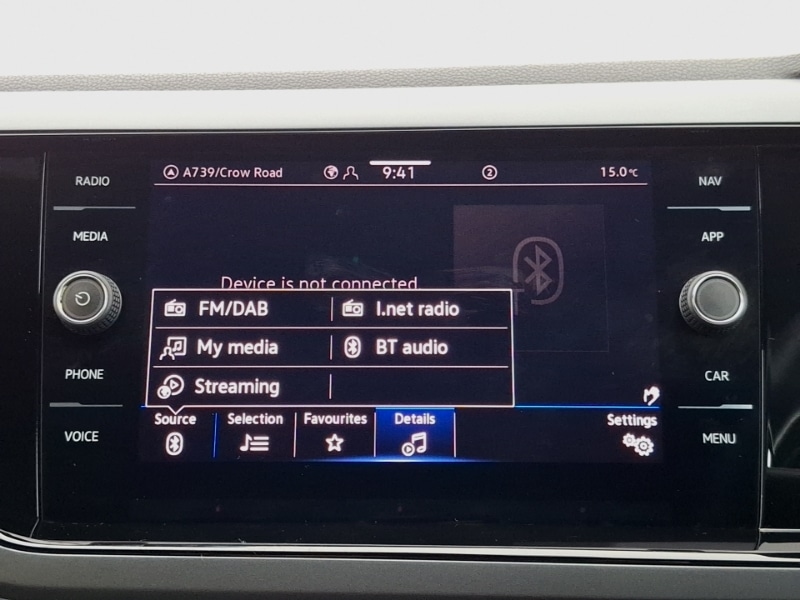 RADIO
MEDIA
PHONE
VOICE
A739/Crow Road 9:41 2 15.0°C
Device is not connected
FM/DAB I.net radio
My media BT audio
Streaming
Source Selection Favourites Details Settings
NAV
APP
CAR
MENU